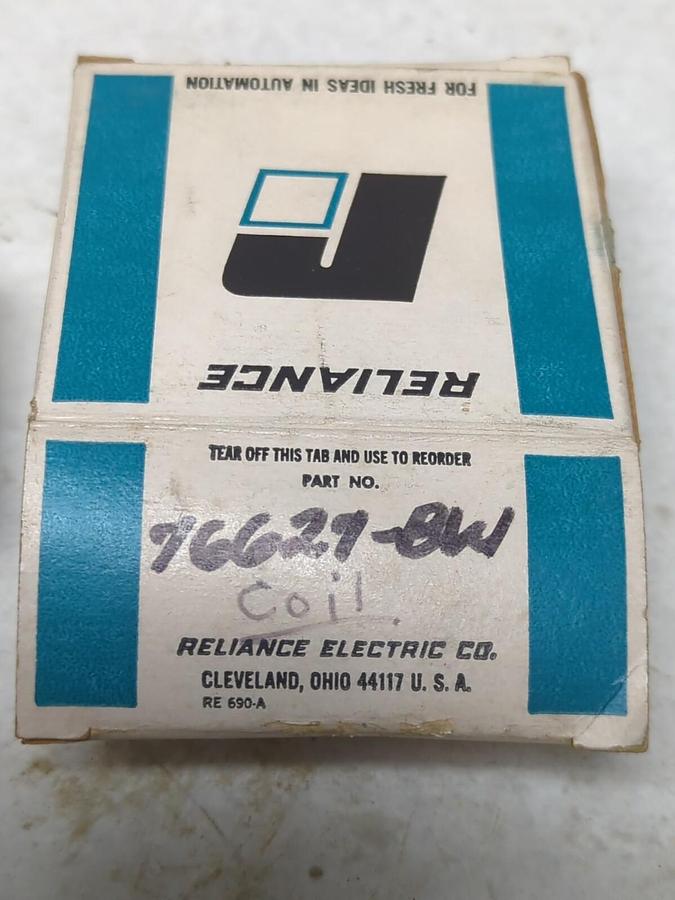 FOR FRESH IDEAS IN AUTOMATION
RELIANCE
TEAR OFF THIS TAB AND USE TO REORDER
PART NO.
76627-BW
Coil
RELIANCE ELECTRIC CO.
CLEVELAND, OHIO 44117 U. S. A.
RE 690-A